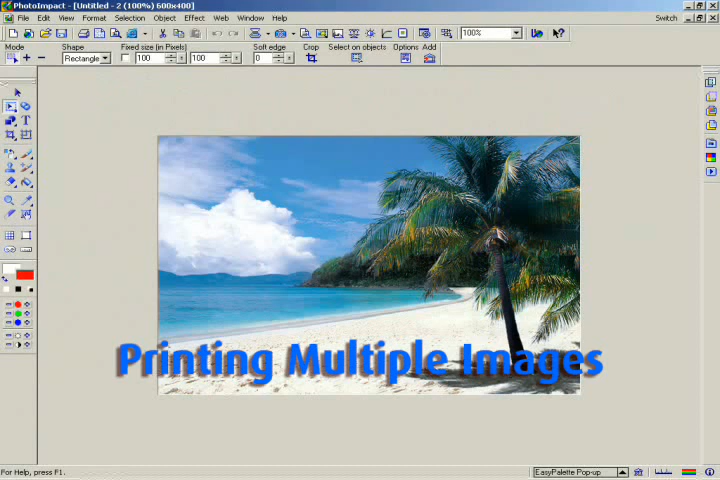 PhotoImpact - [Untitled - 2 (100%) 600x400]
File Edit View Format Selection Object Effect Web Window Help Switch
100%
Mode Shape Fixed size (in Pixels) Soft edge Crop Select on objects Options Add
+ - Rectangle 100 100 0
Printing Multiple Images
For Help, press F1. EasyPalette Pop-up